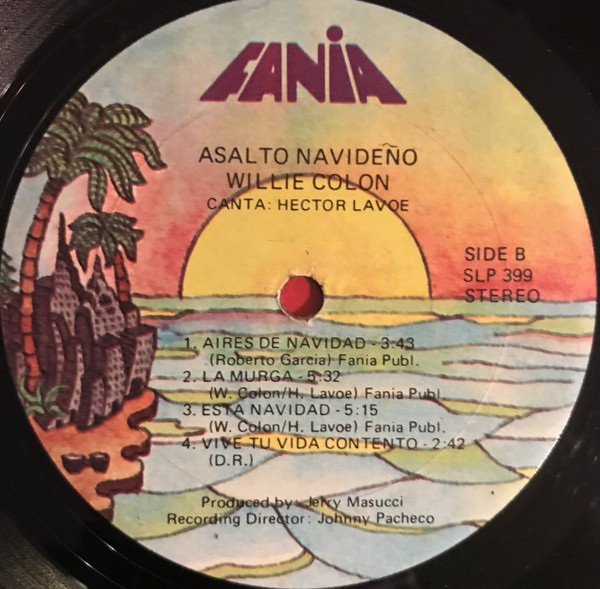 FANIA
ASALTO NAVIDEÑO
WILLIE COLON
CANTA: HECTOR LAVOE
SIDE B
SLP 399
STEREO
1. AIRES DE NAVIDAD - 3:43
(Roberto Garcia) Fania Publ.
2. LA MURGA - 5:32
(W. Colon/H. Lavoe) Fania Publ.
3. ESTA NAVIDAD - 5:15
(W. Colon/H. Lavoe) Fania Publ.
4. VIVE TU VIDA CONTENTO - 2:42
(D.R.)
Produced by: Jerry Masucci
Recording Director: Johnny Pacheco